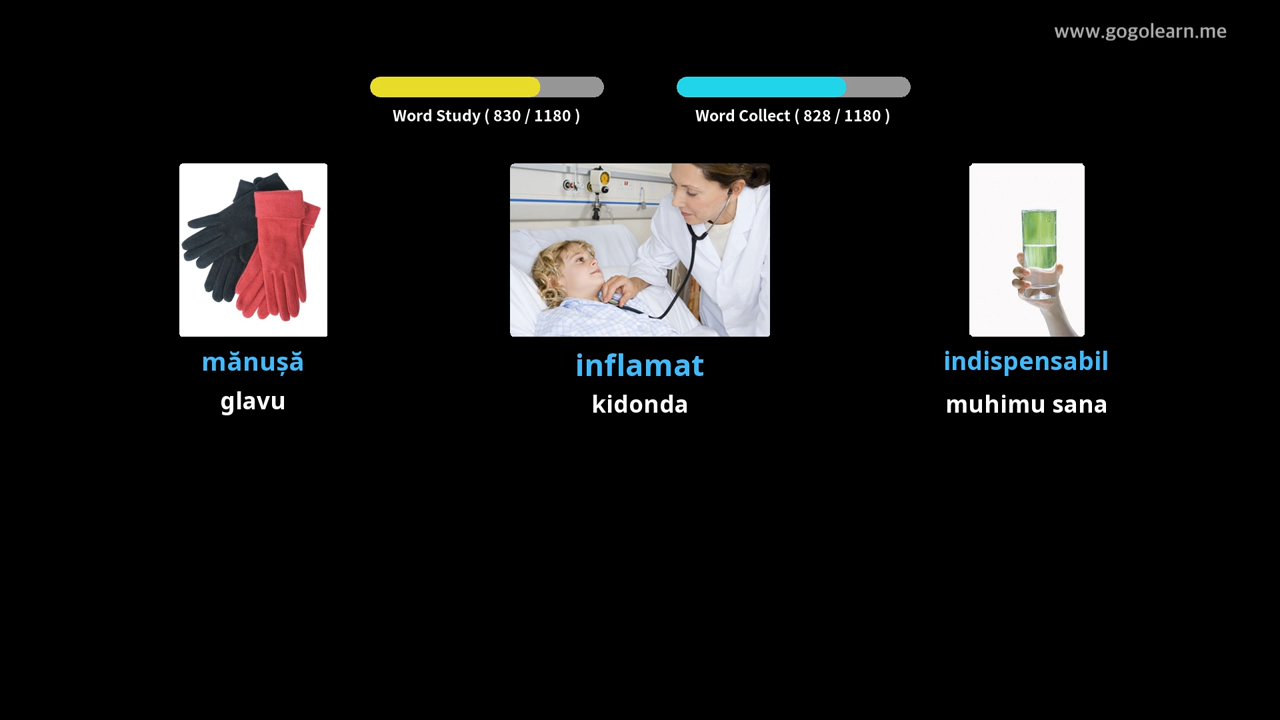 www.gogolearn.me
Word Study ( 830 / 1180 )
Word Collect ( 828 / 1180 )
mănușă
inflamat
indispensabil
glavu
kidonda
muhimu sana